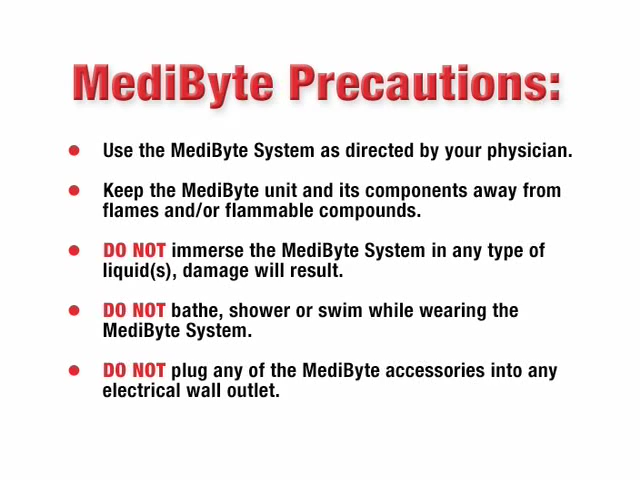 MediByte Precautions:
● Use the MediByte System as directed by your physician.
● Keep the MediByte unit and its components away from
flames and/or flammable compounds.
● DO NOT immerse the MediByte System in any type of
liquid(s), damage will result.
● DO NOT bathe, shower or swim while wearing the
MediByte System.
● DO NOT plug any of the MediByte accessories into any
electrical wall outlet.